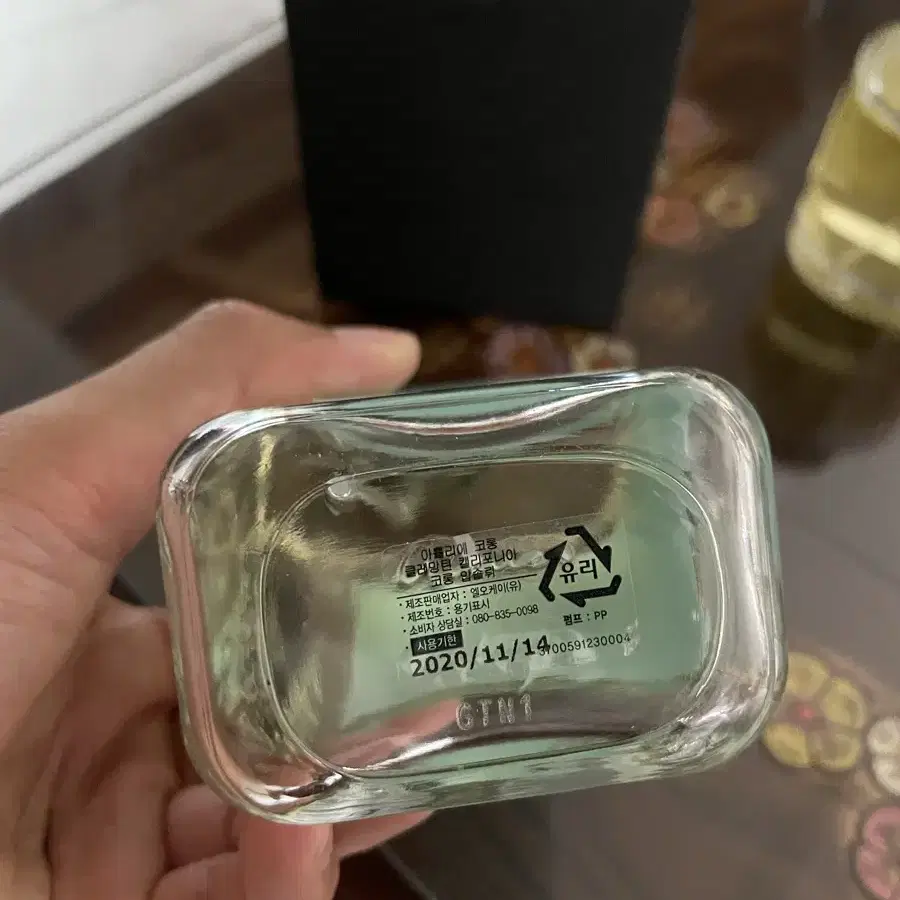 아틀리에 코롱
클레망틴 캘리포니아
코롱 압솔뤼
· 제조판매업자 : 엘오케이(유)
· 제조번호 : 용기표시
· 소비자 상담실 : 080-835-0098
· 사용기한
2020/11/14
유리
펌프 : PP
3700591230004
GTN1